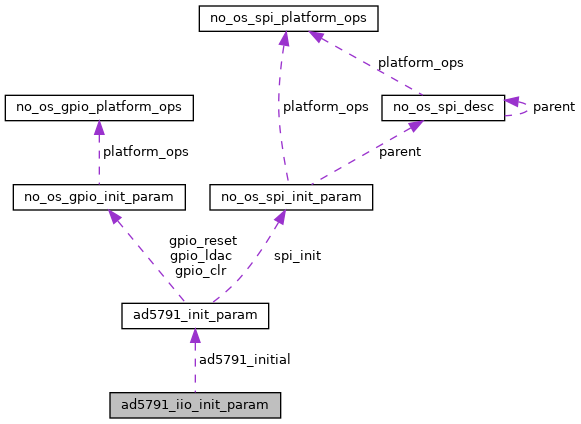 no_os_spi_platform_ops
platform_ops
no_os_gpio_platform_ops
platform_ops
no_os_spi_desc
parent
platform_ops
parent
no_os_gpio_init_param
no_os_spi_init_param
gpio_reset
gpio_ldac
gpio_clr
spi_init
ad5791_init_param
ad5791_initial
ad5791_iio_init_param